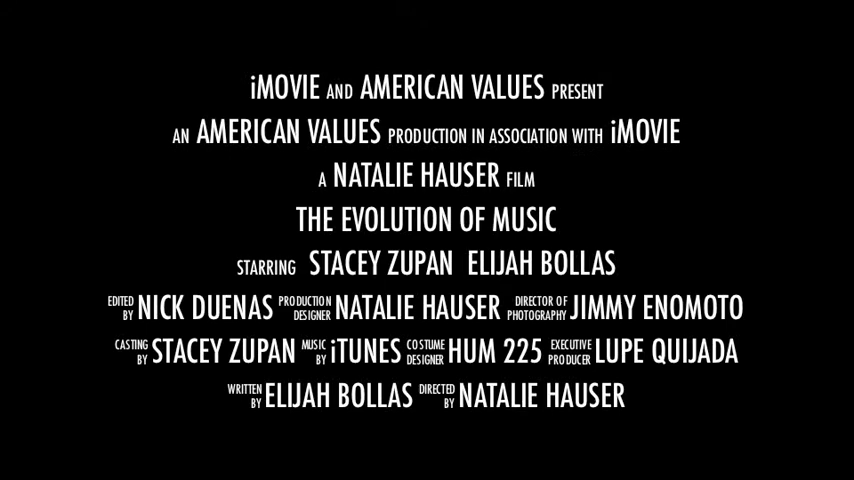 iMOVIE AND AMERICAN VALUES PRESENT
AN AMERICAN VALUES PRODUCTION IN ASSOCIATION WITH iMOVIE
A NATALIE HAUSER FILM
THE EVOLUTION OF MUSIC
STARRING STACEY ZUPAN ELIJAH BOLLAS
EDITED BY NICK DUENAS PRODUCTION DESIGNER NATALIE HAUSER DIRECTOR OF PHOTOGRAPHY JIMMY ENOMOTO
CASTING BY STACEY ZUPAN MUSIC BY iTUNES COSTUME DESIGNER HUM 225 EXECUTIVE PRODUCER LUPE QUIJADA
WRITTEN BY ELIJAH BOLLAS DIRECTED BY NATALIE HAUSER